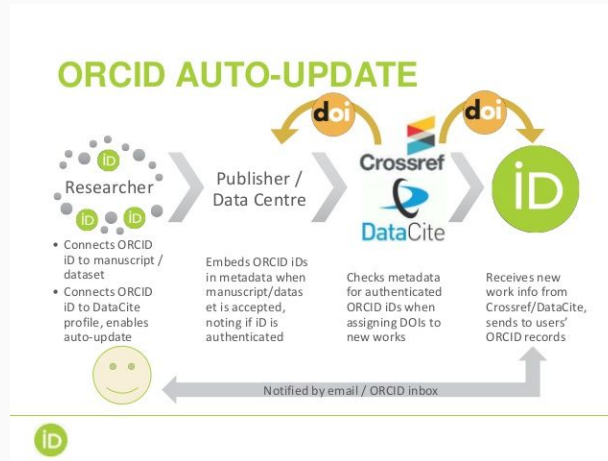 ORCID AUTO-UPDATE
doi
doi
iD
Researcher
iD
iD
Publisher /
Data Centre
Crossref
DataCite
iD
• Connects ORCID
iD to manuscript /
dataset
• Connects ORCID
iD to DataCite
profile, enables
auto-update
Embeds ORCID iDs
in metadata when
manuscript/datas
et is accepted,
noting if iD is
authenticated
Checks metadata
for authenticated
ORCID iDs when
assigning DOIs to
new works
Receives new
work info from
Crossref/DataCite,
sends to users'
ORCID records
Notified by email / ORCID inbox
iD